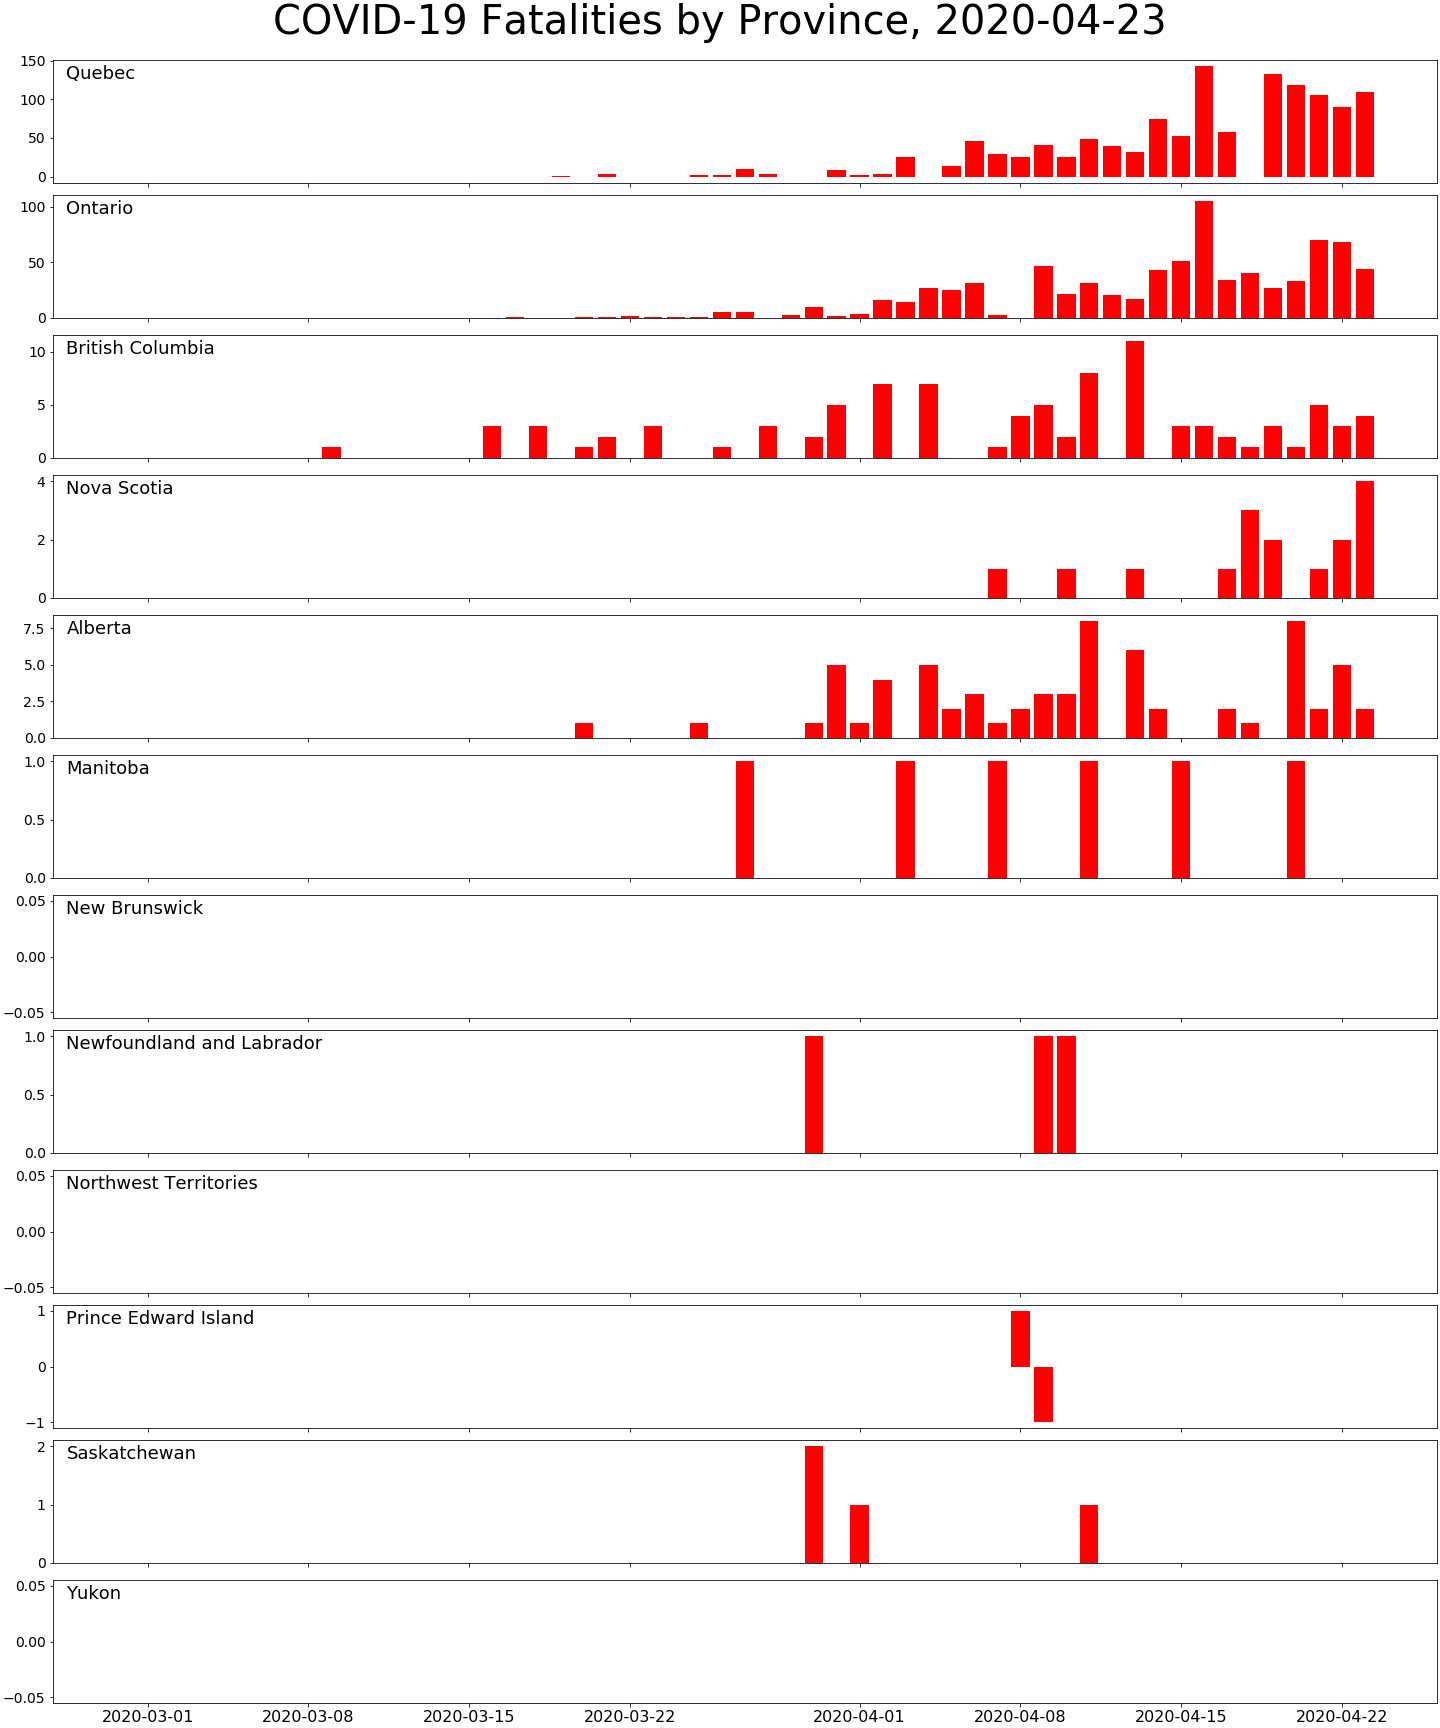 COVID-19 Fatalities by Province, 2020-04-23
Quebec
150
100
50
0
Ontario
100
50
0
British Columbia
10
5
0
Nova Scotia
4
2
0
Alberta
7.5
5.0
2.5
0.0
Manitoba
1.0
0.5
0.0
New Brunswick
0.05
0.00
−0.05
Newfoundland and Labrador
1.0
0.5
0.0
Northwest Territories
0.05
0.00
−0.05
Prince Edward Island
1
0
−1
Saskatchewan
2
1
0
Yukon
0.05
0.00
−0.05
2020-03-01 2020-03-08 2020-03-15 2020-03-22 2020-04-01 2020-04-08 2020-04-15 2020-04-22